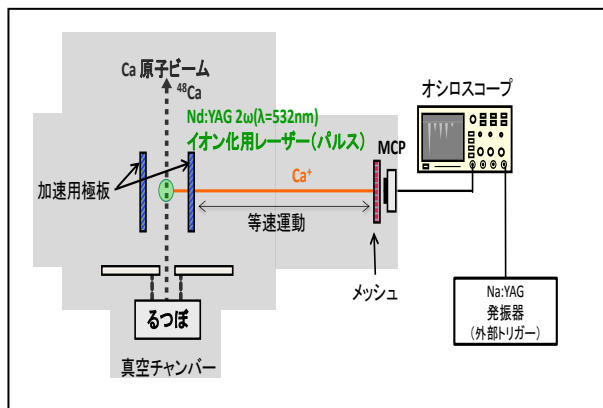 Ca 原子ビーム
48Ca
Nd:YAG 2ω(λ=532nm)
イオン化用レーザー(パルス)
オシロスコープ
MCP
加速用極板
Ca+
等速運動
メッシュ
るつぼ
真空チャンバー
Na:YAG
発振器
(外部トリガー)